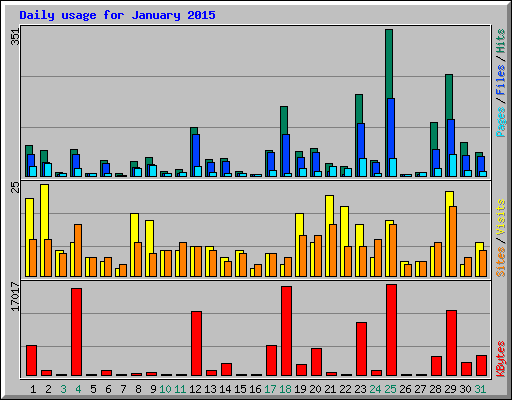 Daily usage for January 2015
351
Pages / Files / Hits
25
Sites / Visits
17017
KBytes
1 2 3 4 5 6 7 8 9 10 11 12 13 14 15 16 17 18 19 20 21 22 23 24 25 26 27 28 29 30 31